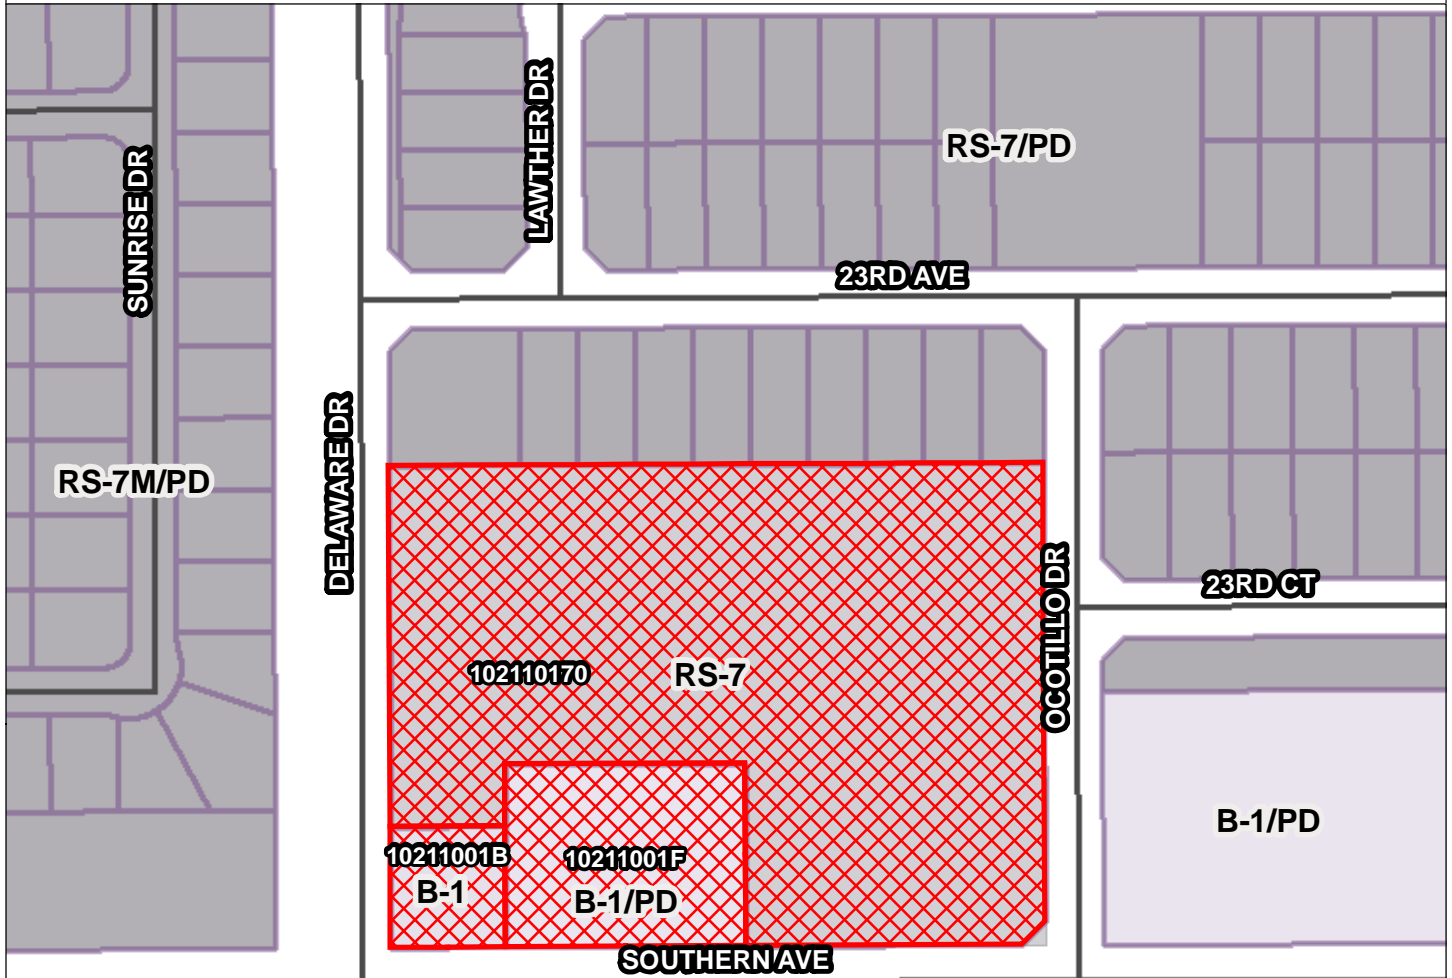 LAWTHER DR
RS-7/PD
SUNRISE DR
23RD AVE
RS-7M/PD
DELAWARE DR
23RD CT
OCOTILLO DR
102110170
RS-7
B-1/PD
10211001B
10211001F
B-1
B-1/PD
SOUTHERN AVE